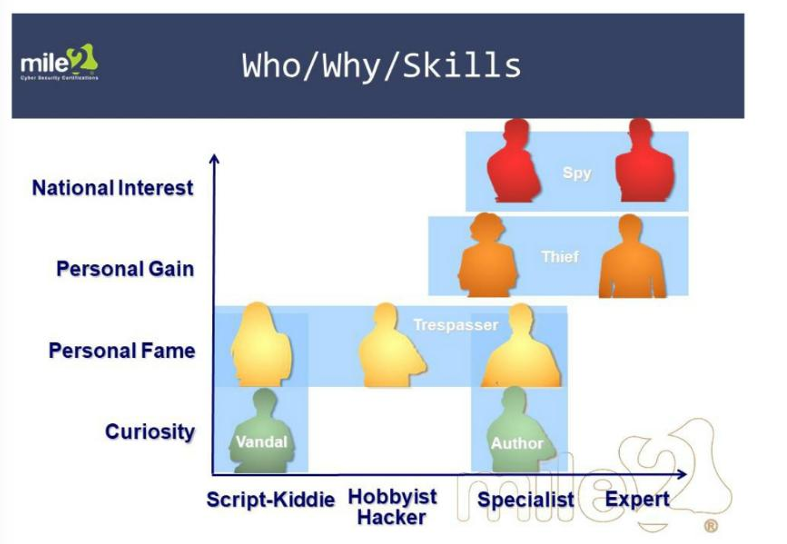 mile2
Cyber Security Certifications
Who/Why/Skills
National Interest
Spy
Personal Gain
Thief
Personal Fame
Trespasser
Curiosity
Vandal
Author
Script-Kiddie
Hobbyist
Hacker
Specialist
Expert
mile2
®